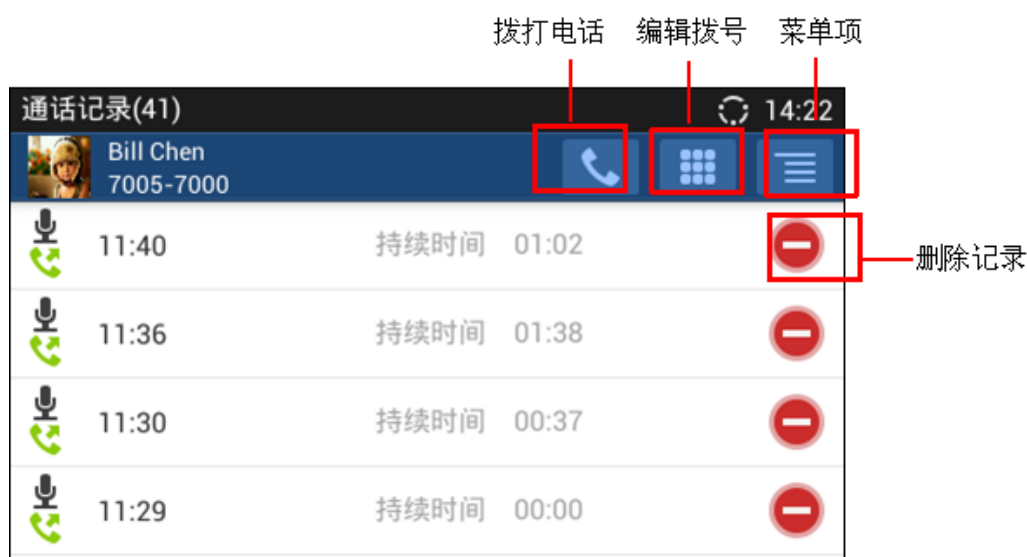 拨打电话 编辑拨号 菜单项
通话记录(41) 14:22
Bill Chen
7005-7000
11:40 持续时间 01:02
删除记录
11:36 持续时间 01:38
11:30 持续时间 00:37
11:29 持续时间 00:00